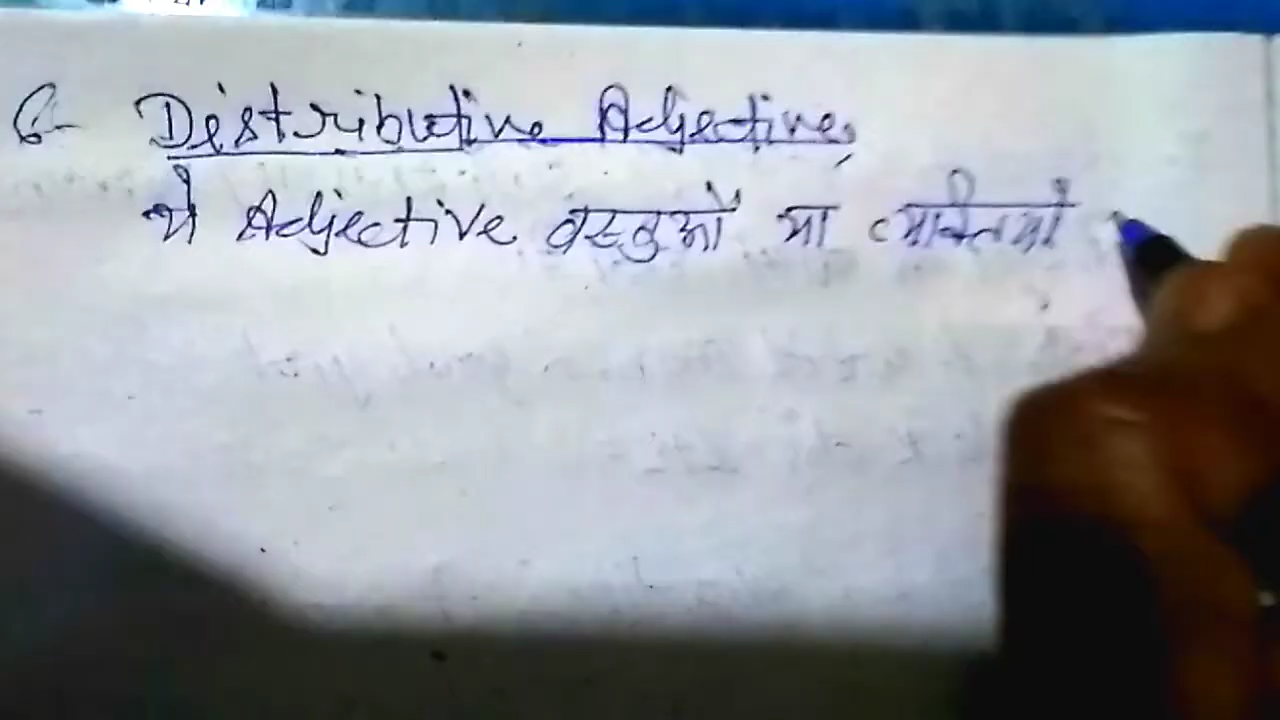 6- Distributive Adjective,
ये Adjective वस्तुओं या व्यक्तियों